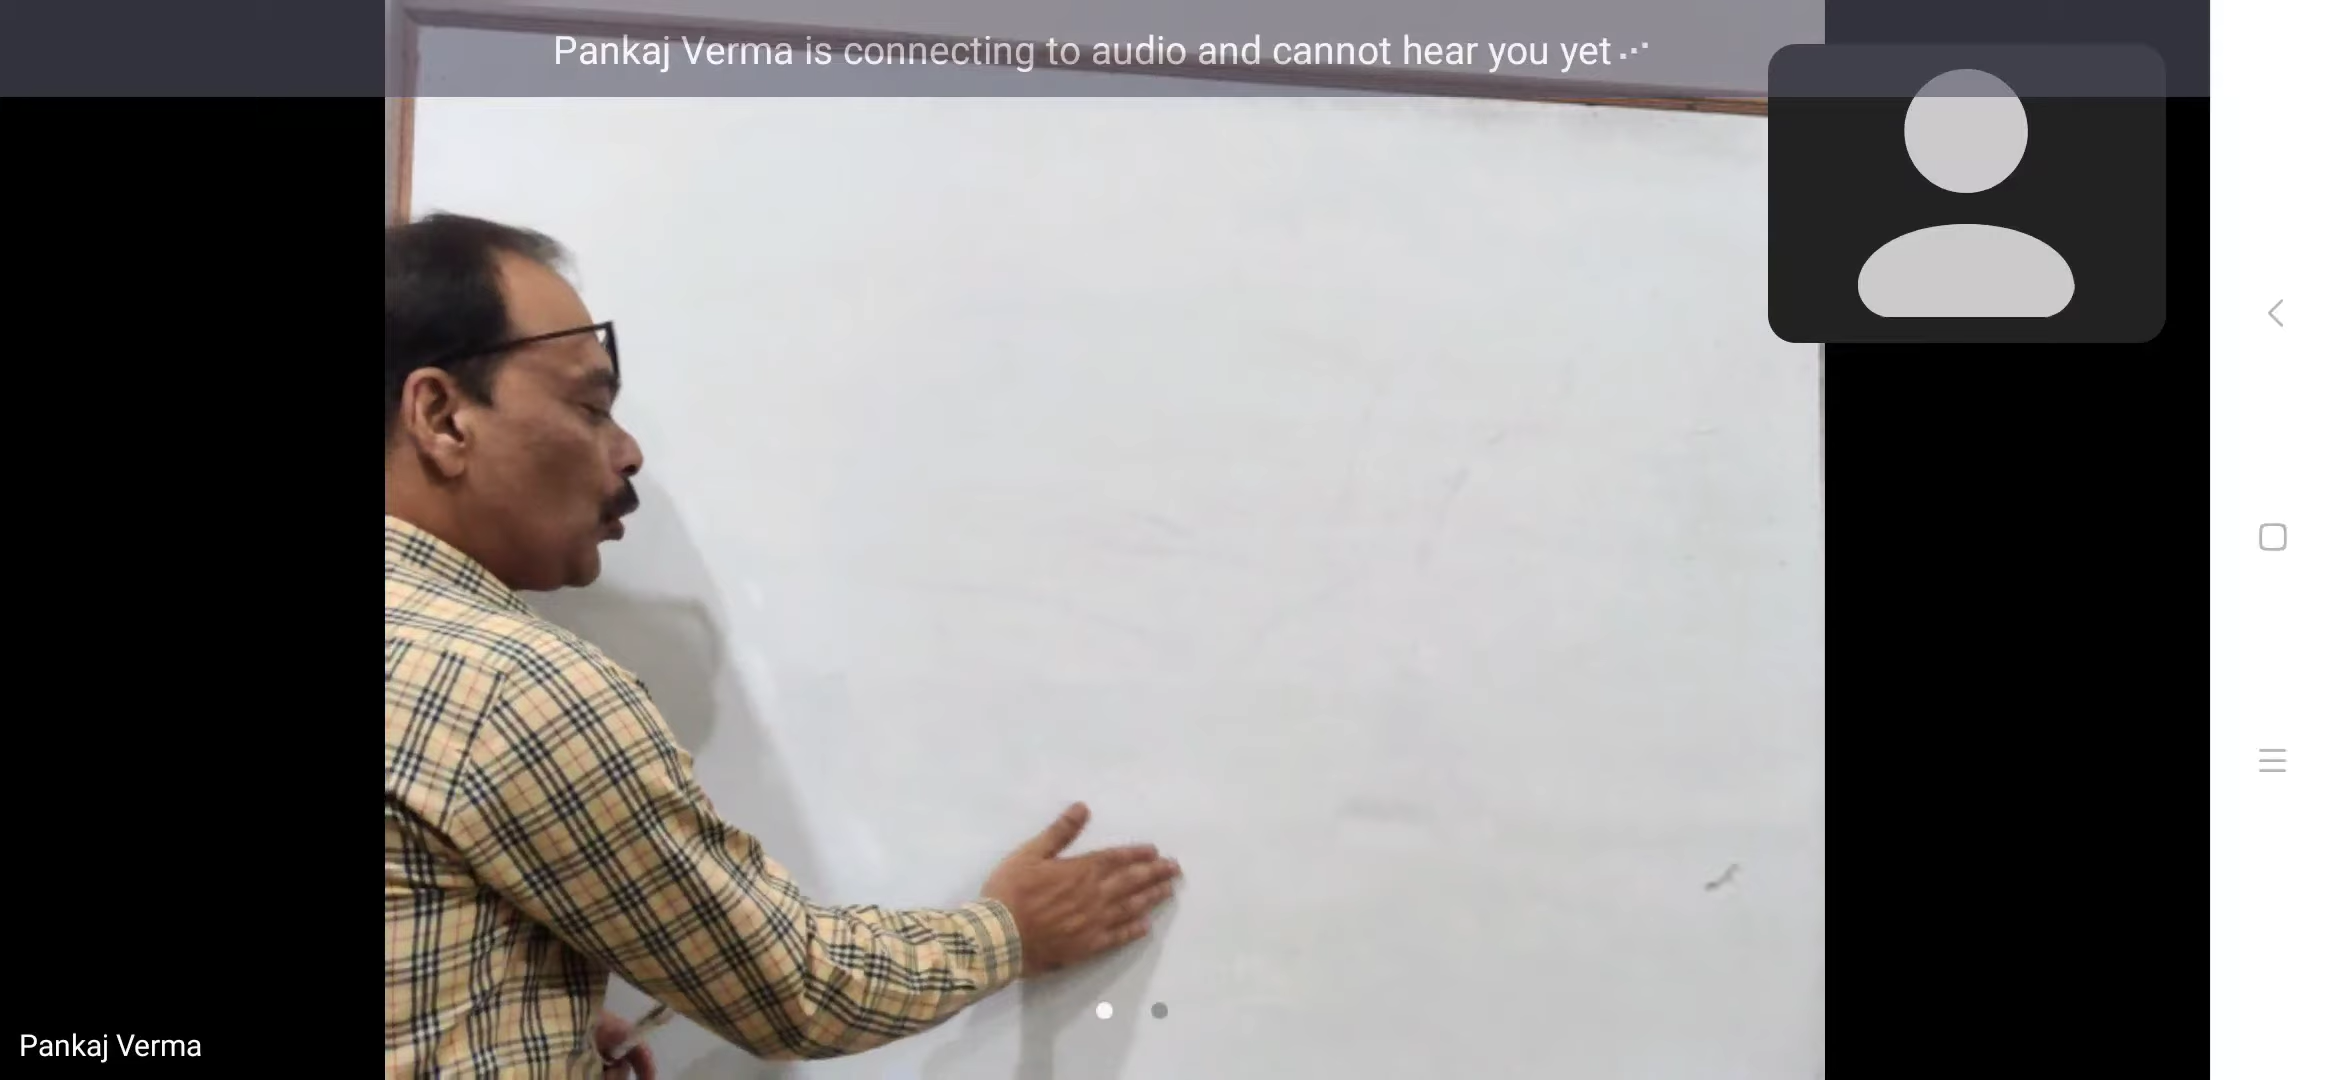 Pankaj Verma is connecting to audio and cannot hear you yet...
Pankaj Verma